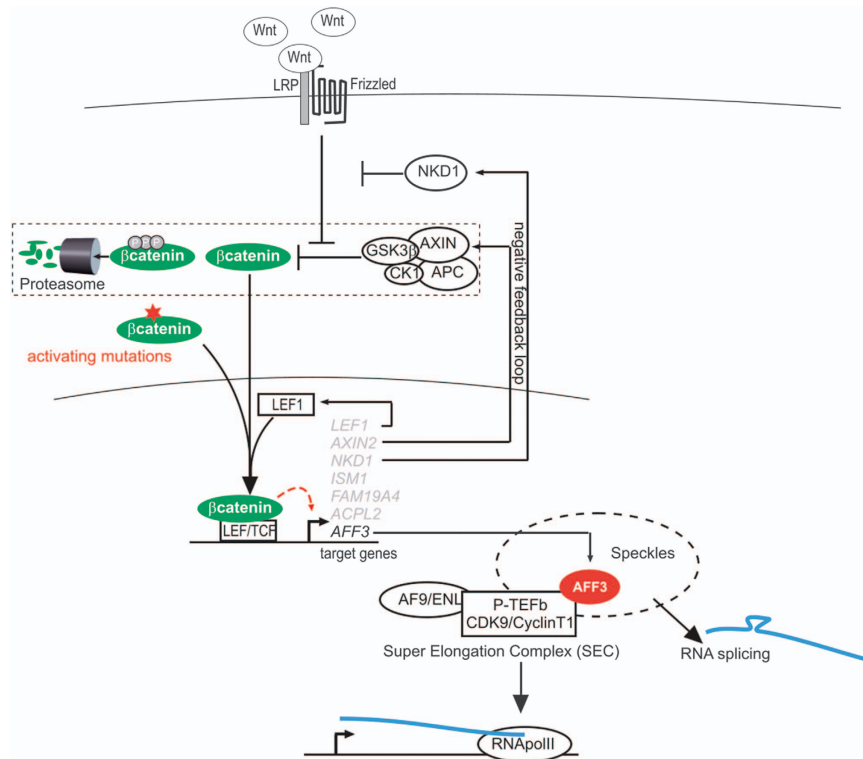 Wnt
Wnt
Wnt
LRP
Frizzled
NKD1
negative feedback loop
GSK3β
AXIN
CK1
APC
PPP
βcatenin
βcatenin
Proteasome
βcatenin
activating mutations
LEF1
LEF1
AXIN2
NKD1
ISM1
FAM19A4
ACPL2
AFF3
βcatenin
LEF/TCF
target genes
Speckles
AFF3
AF9/ENL
P-TEFb
CDK9/CyclinT1
Super Elongation Complex (SEC)
RNA splicing
RNApolII